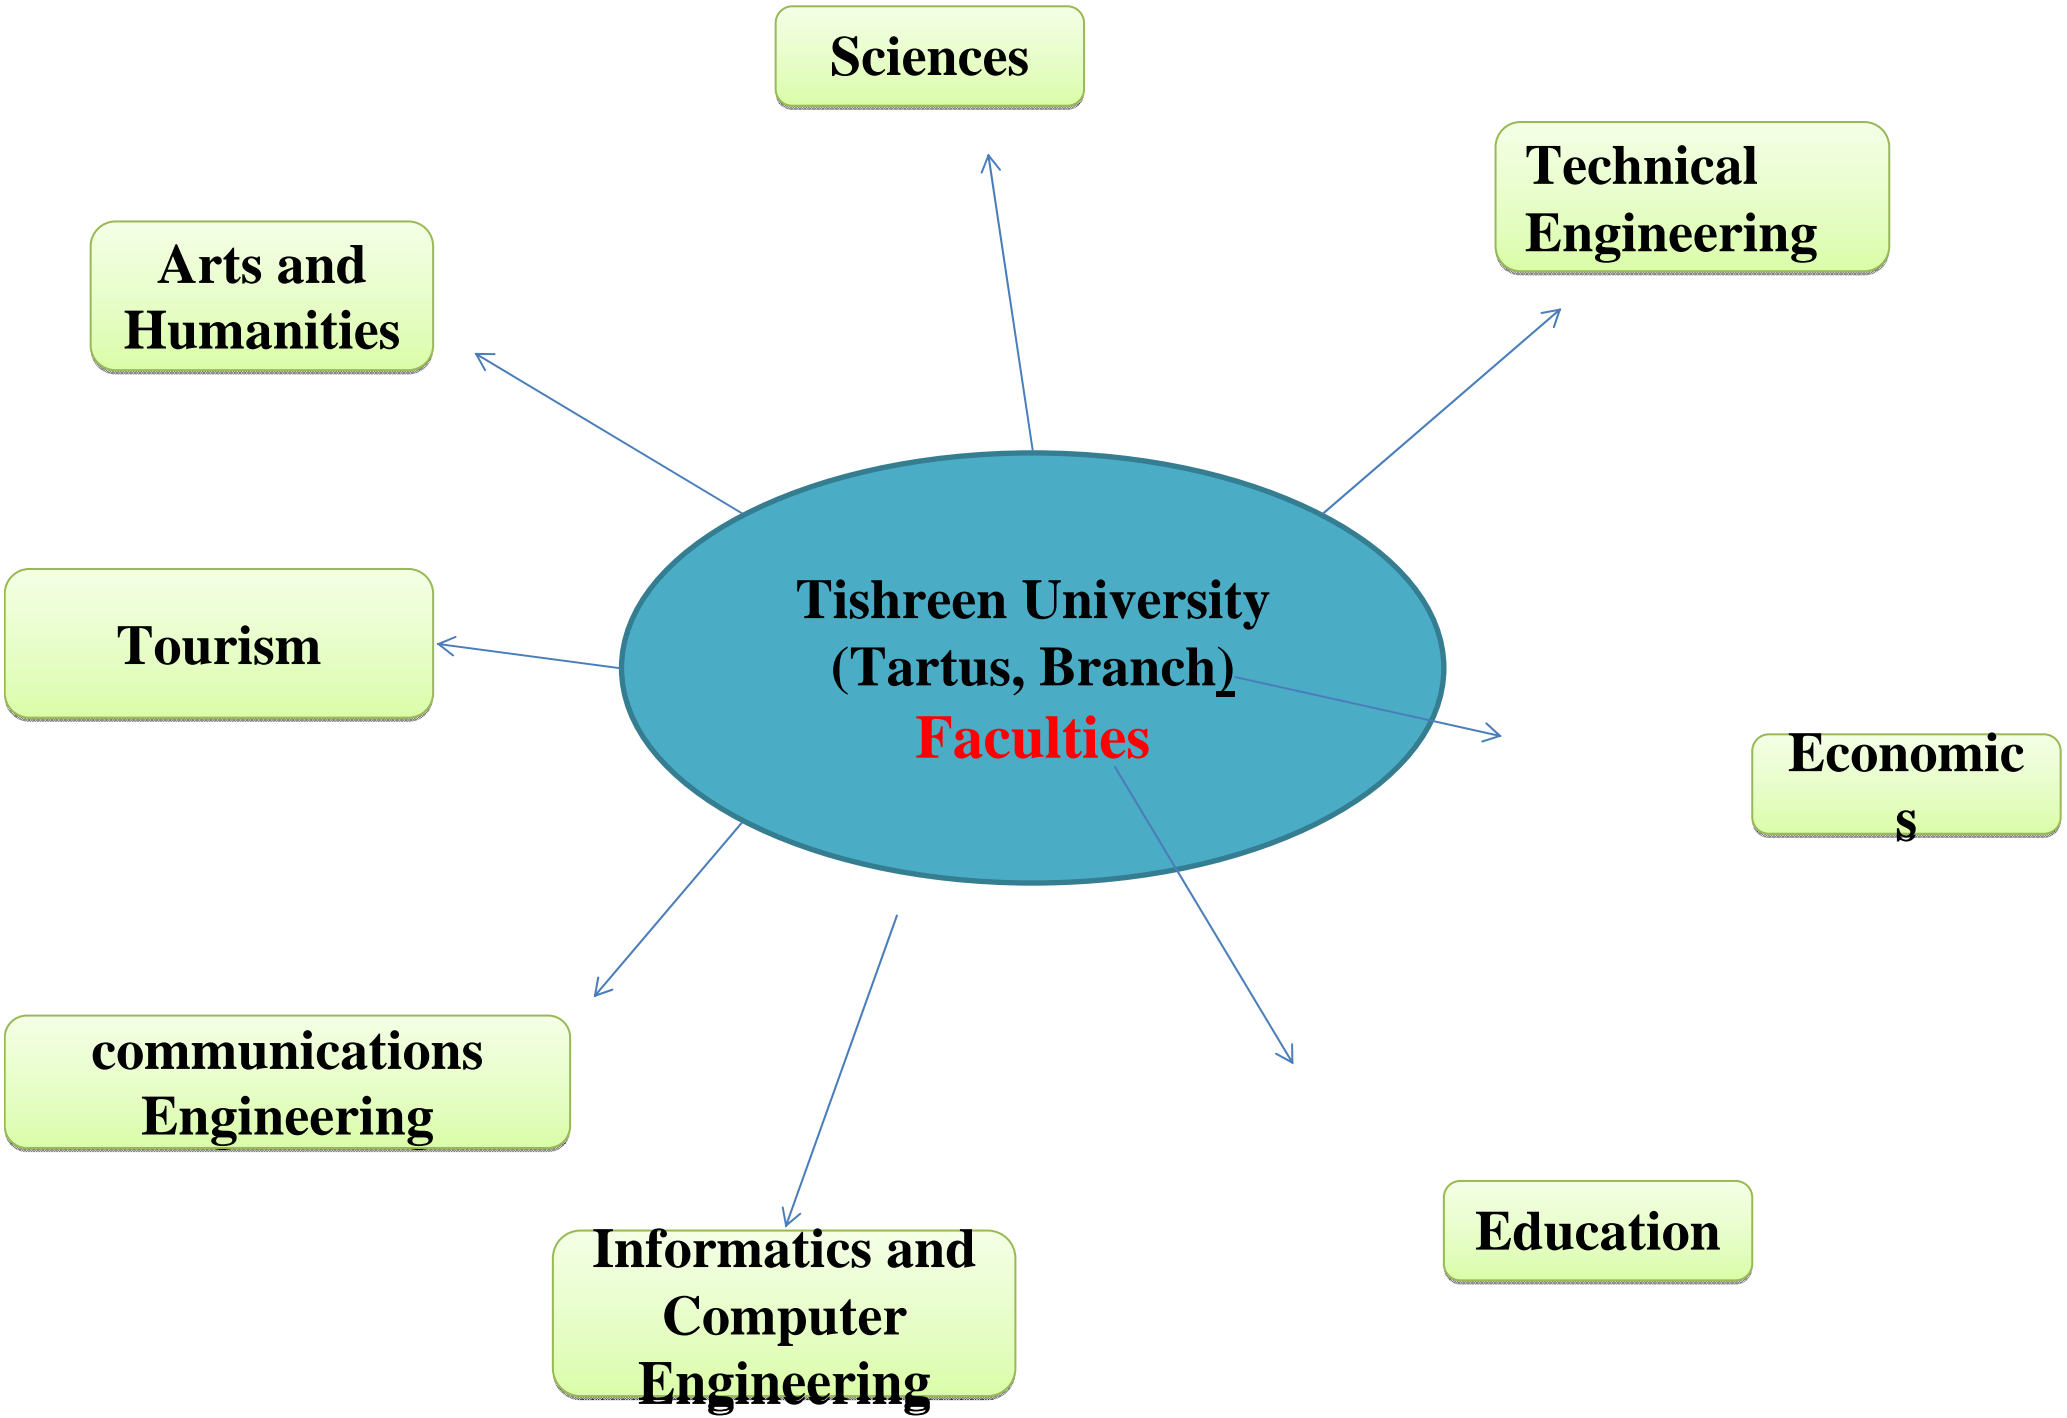 Sciences
Technical
Engineering
Arts and
Humanities
Tishreen University
(Tartus, Branch)
Faculties
Tourism
Economic
s
communications
Engineering
Education
Informatics and
Computer
Engineering